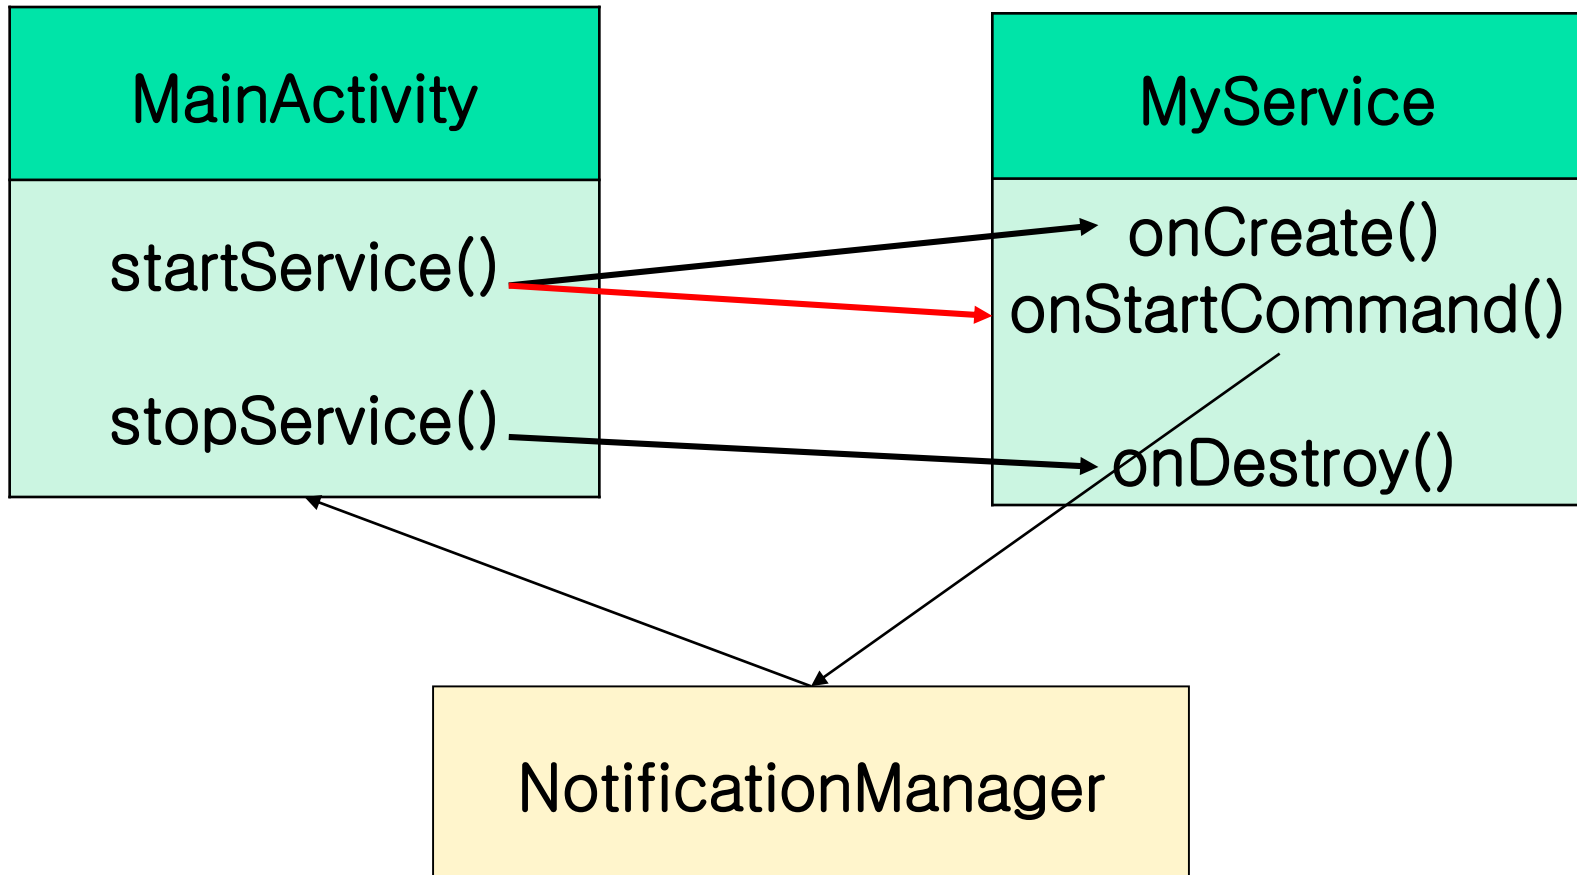 MainActivity
startService()
stopService()
MyService
onCreate()
onStartCommand()
onDestroy()
NotificationManager